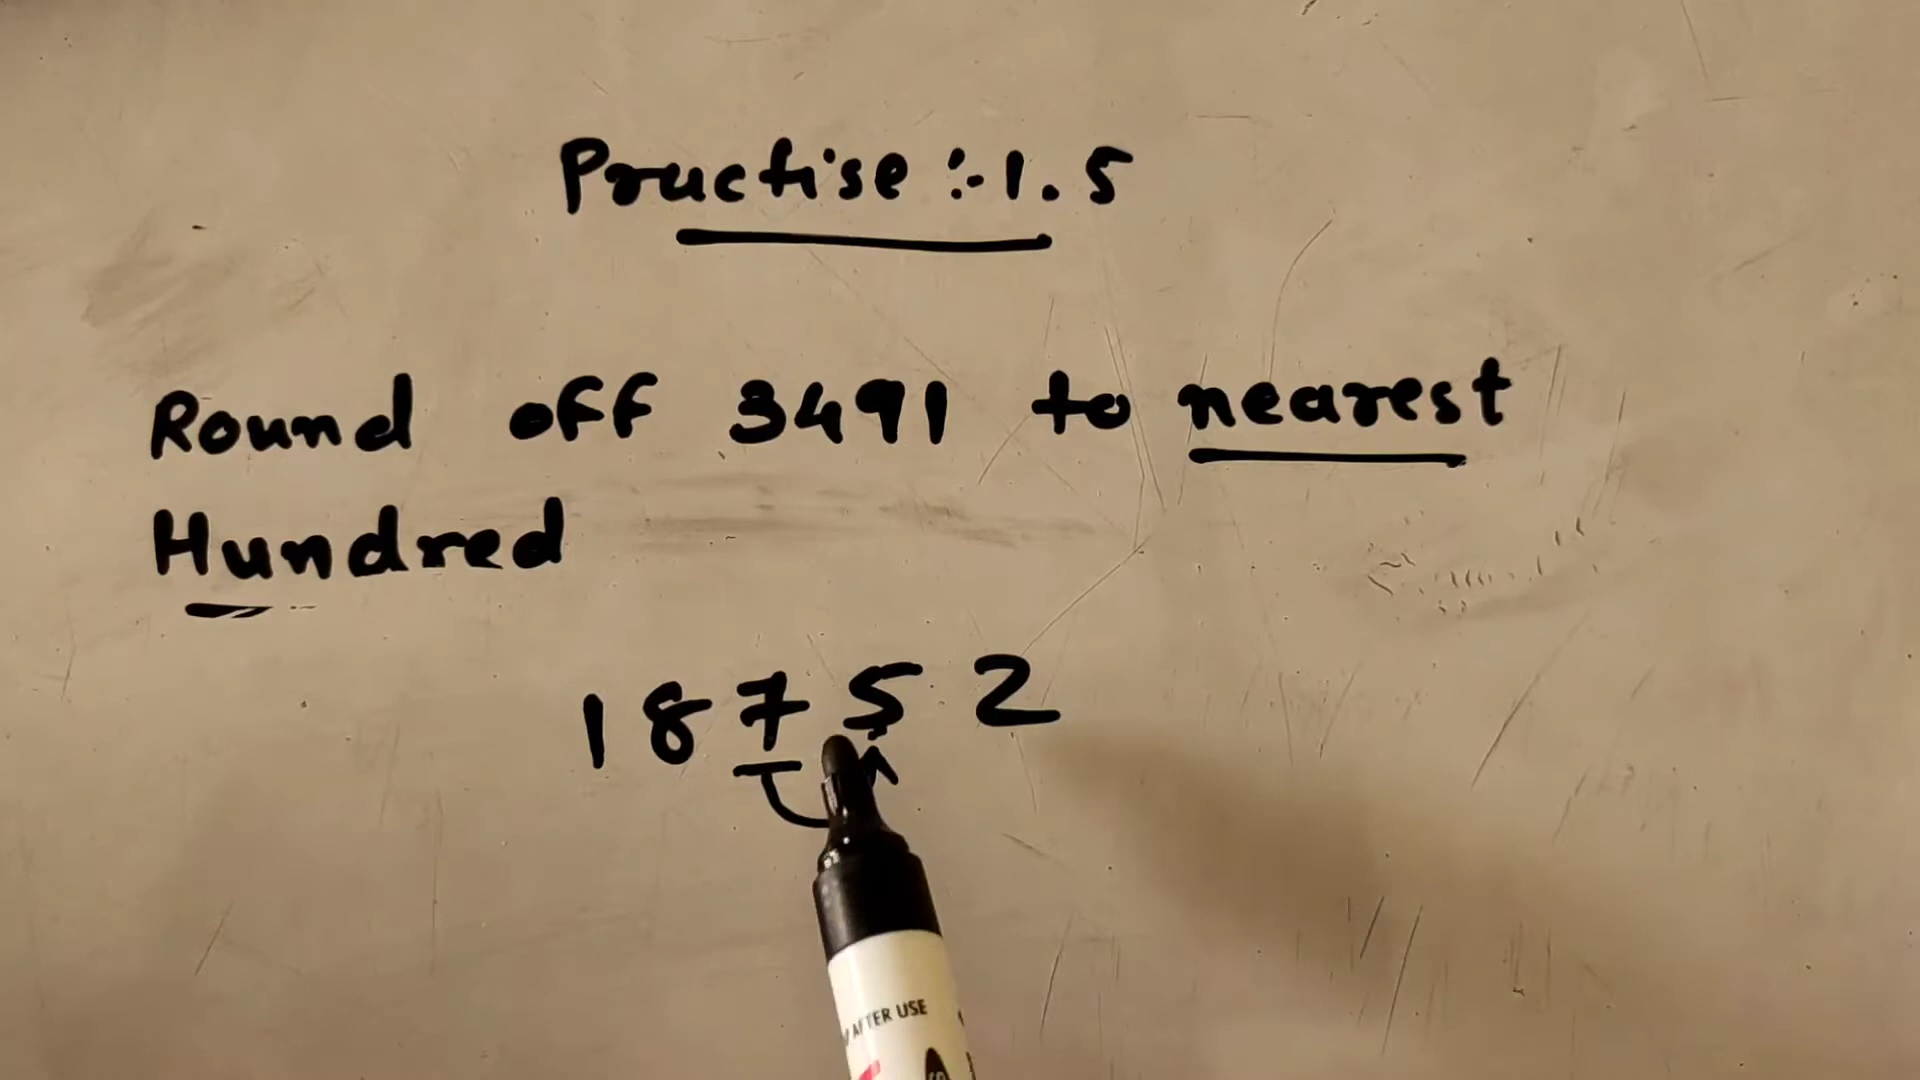 Practise :- 1.5
Round off 3491 to nearest
Hundred
18752
AFTER USE